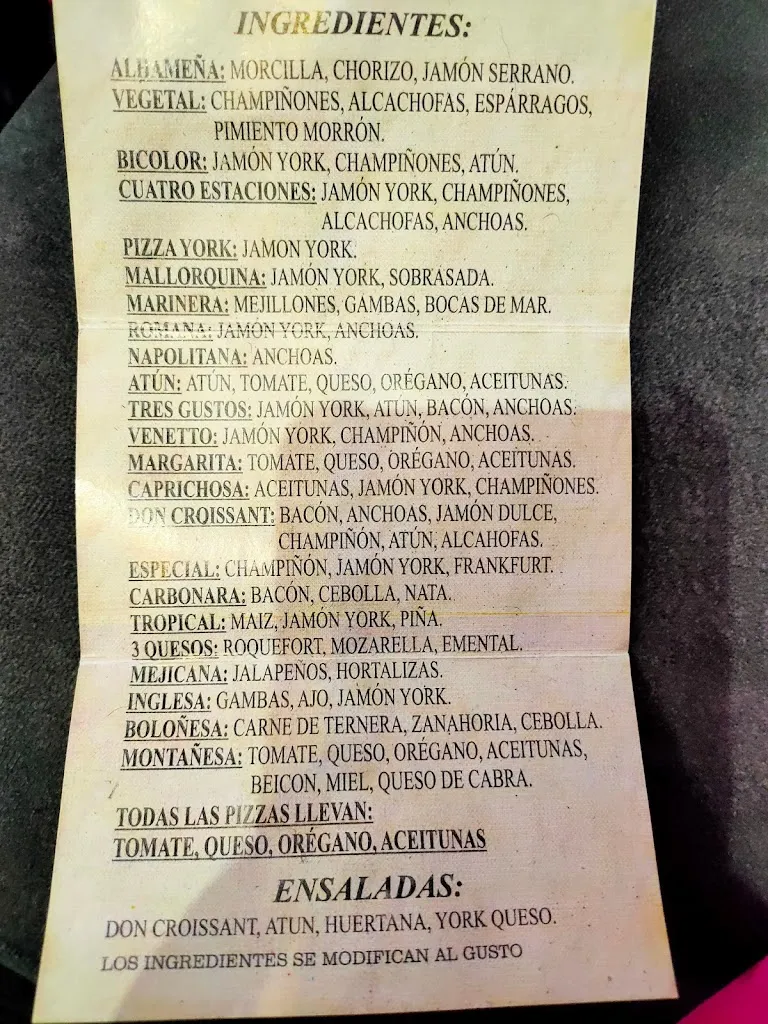 INGREDIENTES:
ALHAMEÑA: MORCILLA, CHORIZO, JAMÓN SERRANO.
VEGETAL: CHAMPIÑONES, ALCACHOFAS, ESPÁRRAGOS,
PIMIENTO MORRÓN.
BICOLOR: JAMÓN YORK, CHAMPIÑONES, ATÚN.
CUATRO ESTACIONES: JAMÓN YORK, CHAMPIÑONES,
ALCACHOFAS, ANCHOAS.
PIZZA YORK: JAMON YORK.
MALLORQUINA: JAMÓN YORK, SOBRASADA.
MARINERA: MEJILLONES, GAMBAS, BOCAS DE MAR.
ROMANA: JAMÓN YORK, ANCHOAS.
NAPOLITANA: ANCHOAS.
ATÚN: ATÚN, TOMATE, QUESO, ORÉGANO, ACEITUNAS.
TRES GUSTOS: JAMÓN YORK, ATÚN, BACÓN, ANCHOAS.
VENETTO: JAMÓN YORK, CHAMPIÑÓN, ANCHOAS.
MARGARITA: TOMATE, QUESO, ORÉGANO, ACEITUNAS.
CAPRICHOSA: ACEITUNAS, JAMÓN YORK, CHAMPIÑONES.
DON CROISSANT: BACÓN, ANCHOAS, JAMÓN DULCE,
CHAMPIÑÓN, ATÚN, ALCAHOFAS.
ESPECIAL: CHAMPIÑÓN, JAMÓN YORK, FRANKFURT.
CARBONARA: BACÓN, CEBOLLA, NATA.
TROPICAL: MAIZ, JAMÓN YORK, PIÑA.
3 QUESOS: ROQUEFORT, MOZARELLA, EMENTAL.
MEJICANA: JALAPEÑOS, HORTALIZAS.
INGLESA: GAMBAS, AJO, JAMÓN YORK.
BOLOÑESA: CARNE DE TERNERA, ZANAHORIA, CEBOLLA.
MONTAÑESA: TOMATE, QUESO, ORÉGANO, ACEITUNAS,
BEICON, MIEL, QUESO DE CABRA.
TODAS LAS PIZZAS LLEVAN:
TOMATE, QUESO, ORÉGANO, ACEITUNAS
ENSALADAS:
DON CROISSANT, ATUN, HUERTANA, YORK QUESO.
LOS INGREDIENTES SE MODIFICAN AL GUSTO